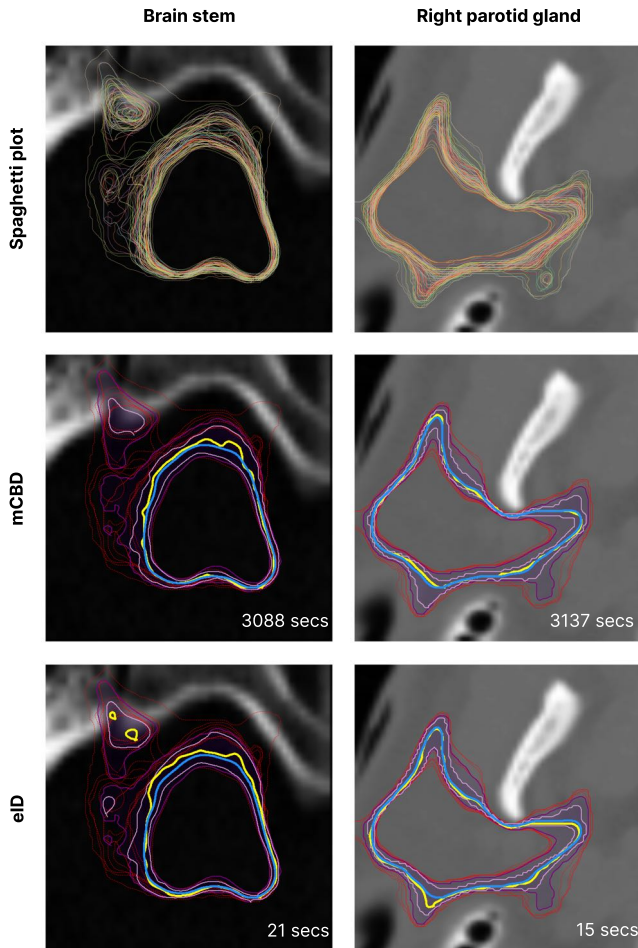 Brain stem
Right parotid gland
Spaghetti plot
mCBD
3088 secs
3137 secs
eID
21 secs
15 secs